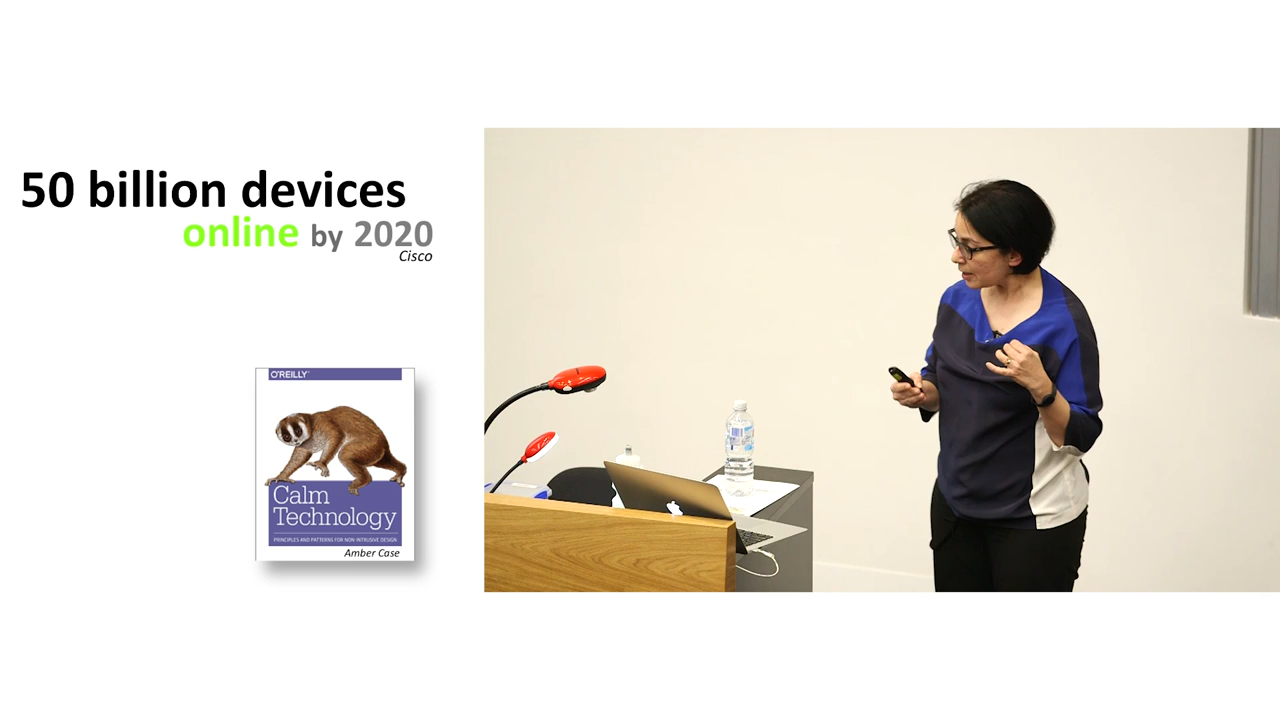 50 billion devices
online by 2020
Cisco
O'REILLY
Calm
Technology
PRINCIPLES AND PATTERNS FOR NON-INTRUSIVE DESIGN
Amber Case